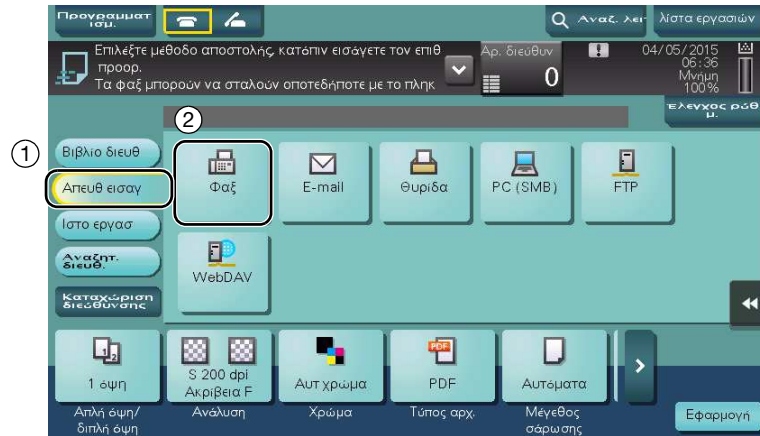 Προγραμματ
ισμ.
Αναζ. λει
λίστα εργασιών
Επιλέξτε μέθοδο αποστολής, κατόπιν εισάγετε τον επιθ
προορ.
Τα φαξ μπορούν να σταλούν οποτεδήποτε με το πληκ
Αρ. διεύθυν
0
04/05/2015
06:36
Μνήμη
100%
Έλεγχος ρύθ
μ.
1
2
Βιβλίο διευθ
Απευθ εισαγ
Ιστο εργασ
Αναζητ.
διευθ.
Καταχώριση
διεύθυνσης
Φαξ
E-mail
Θυρίδα
PC (SMB)
FTP
WebDAV
1 όψη
S 200 dpi
Ακρίβεια F
Αυτ χρώμα
PDF
PDF
Αυτόματα
Απλή όψη/
διπλή όψη
Ανάλυση
Χρώμα
Τύπος αρχ.
Μέγεθος
σάρωσης
Εφαρμογή